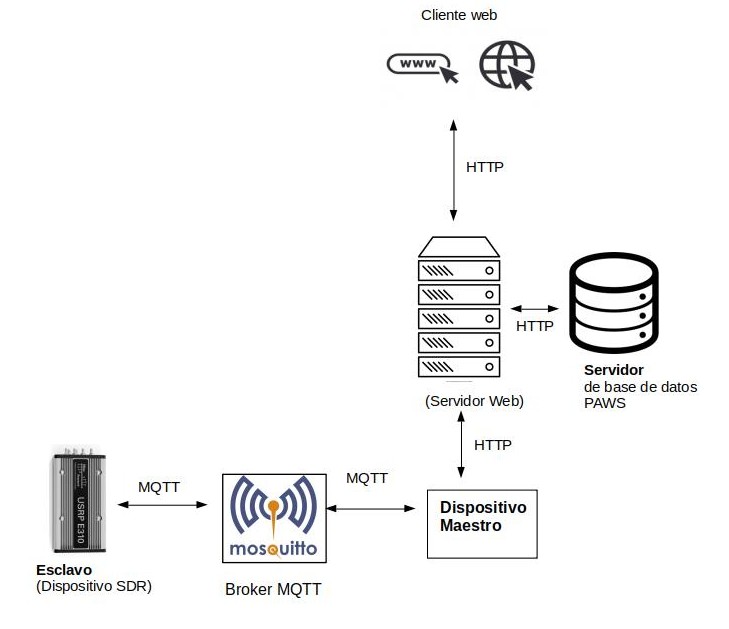 Cliente web
www
HTTP
HTTP
Servidor
de base de datos
PAWS
(Servidor Web)
HTTP
MQTT
MQTT
Dispositivo
Maestro
USRP E310
mosquitto
Esclavo
(Dispositivo SDR)
Broker MQTT